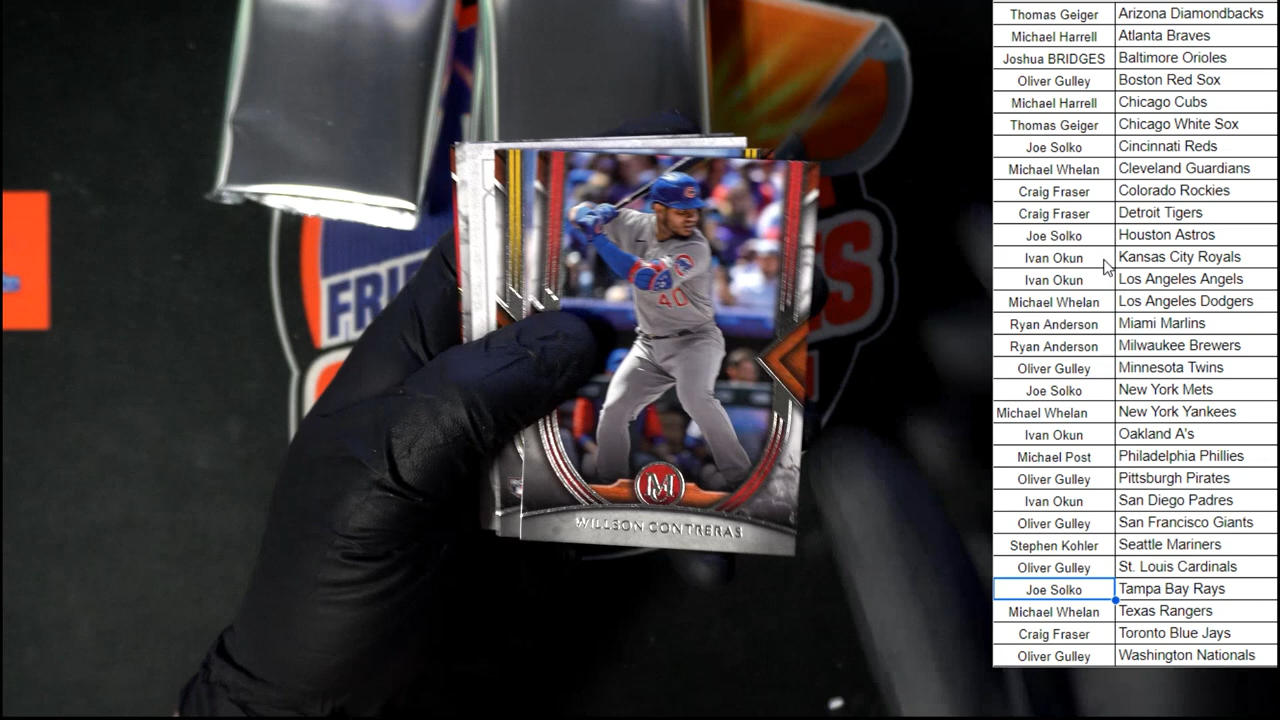 Thomas Geiger Arizona Diamondbacks
Michael Harrell Atlanta Braves
Joshua BRIDGES Baltimore Orioles
Oliver Gulley Boston Red Sox
Michael Harrell Chicago Cubs
Thomas Geiger Chicago White Sox
Joe Solko Cincinnati Reds
Michael Whelan Cleveland Guardians
Craig Fraser Colorado Rockies
Craig Fraser Detroit Tigers
Joe Solko Houston Astros
Ivan Okun Kansas City Royals
Ivan Okun Los Angeles Angels
Michael Whelan Los Angeles Dodgers
Ryan Anderson Miami Marlins
Ryan Anderson Milwaukee Brewers
Oliver Gulley Minnesota Twins
Joe Solko New York Mets
Michael Whelan New York Yankees
Ivan Okun Oakland A's
Michael Post Philadelphia Phillies
Oliver Gulley Pittsburgh Pirates
Ivan Okun San Diego Padres
Oliver Gulley San Francisco Giants
Stephen Kohler Seattle Mariners
Oliver Gulley St. Louis Cardinals
Joe Solko Tampa Bay Rays
Michael Whelan Texas Rangers
Craig Fraser Toronto Blue Jays
Oliver Gulley Washington Nationals
40
M
WILLSON CONTRERAS